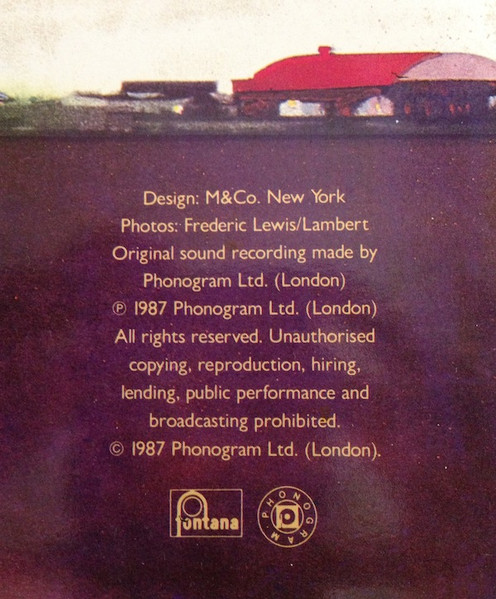 Design: M&Co. New York
Photos: Frederic Lewis/Lambert
Original sound recording made by
Phonogram Ltd. (London)
℗ 1987 Phonogram Ltd. (London)
All rights reserved. Unauthorised
copying, reproduction, hiring,
lending, public performance and
broadcasting prohibited.
© 1987 Phonogram Ltd. (London).
fontana
PHONOGRAM